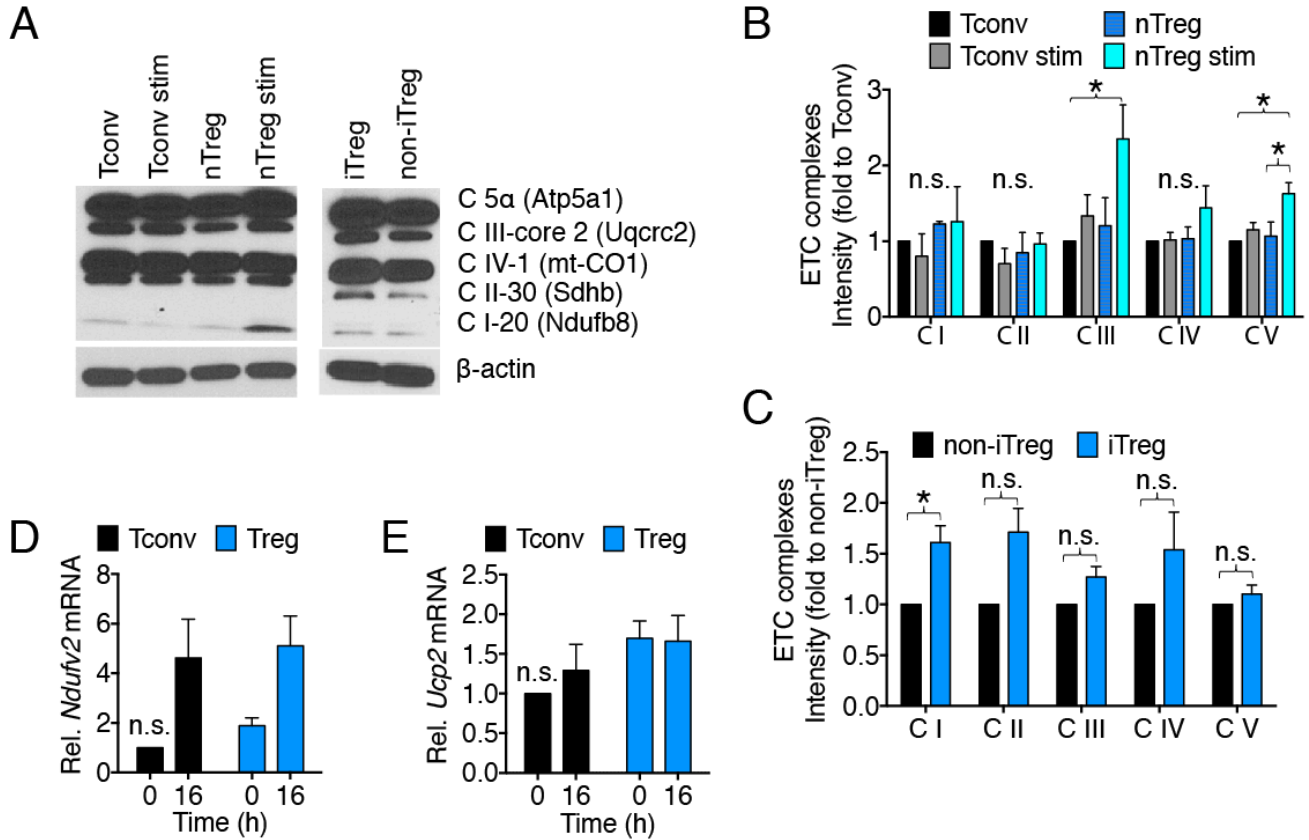 A
Tconv
Tconv stim
nTreg
nTreg stim
iTreg
non-iTreg
C 5α (Atp5a1)
C III-core 2 (Uqcrc2)
C IV-1 (mt-CO1)
C II-30 (Sdhb)
C I-20 (Ndufb8)
β-actin
B
Tconv
nTreg
Tconv stim
nTreg stim
ETC complexes
Intensity (fold to Tconv)
3
2
1
0
n.s.
n.s.
*
n.s.
*
*
C I
C II
C III
C IV
C V
C
non-iTreg
iTreg
ETC complexes
Intensity (fold to non-iTreg)
2.5
2.0
1.5
1.0
0.5
0.0
*
n.s.
n.s.
n.s.
n.s.
C I
C II
C III
C IV
C V
D
Tconv
Treg
Rel. Ndufv2 mRNA
8
6
4
2
0
n.s.
0
16
0
16
Time (h)
E
Tconv
Treg
Rel. Ucp2 mRNA
2.5
2.0
1.5
1.0
0.5
0.0
n.s.
0
16
0
16
Time (h)